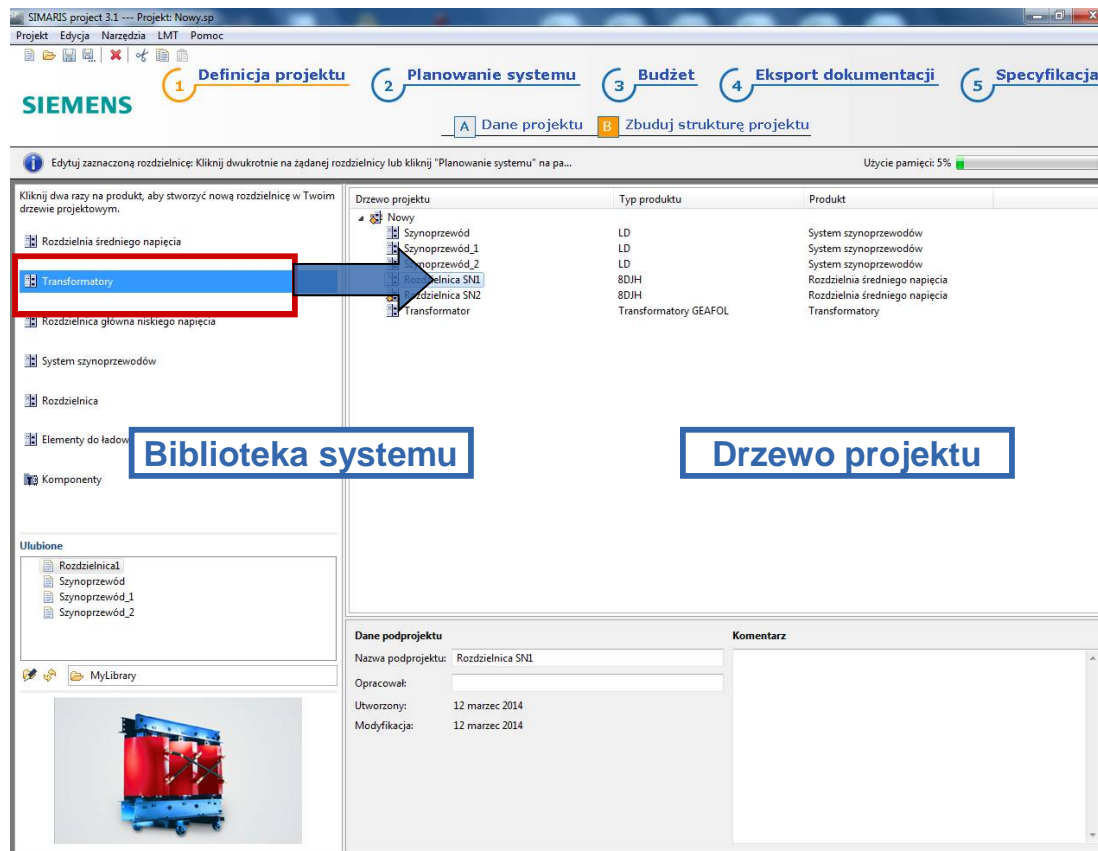 SIMARIS project 3.1 --- Projekt: Nowy.sp
Projekt Edycja Narzędzia LMT Pomoc
SIEMENS
1 Definicja projektu 2 Planowanie systemu 3 Budżet 4 Eksport dokumentacji 5 Specyfikacja
A Dane projektu B Zbuduj strukturę projektu
Edytuj zaznaczoną rozdzielnicę: Kliknij dwukrotnie na żądanej rozdzielnicy lub kliknij "Planowanie systemu" na pa...
Użycie pamięci: 5%
Kliknij dwa razy na produkt, aby stworzyć nową rozdzielnicę w Twoim
drzewie projektowym.
Rozdzielnia średniego napięcia
Transformatory
Rozdzielnica główna niskiego napięcia
System szynoprzewodów
Rozdzielnica
Elementy do ładow
Komponenty
Biblioteka systemu
Ulubione
Rozdzielnica1
Szynoprzewód
Szynoprzewód_1
Szynoprzewód_2
MyLibrary
Drzewo projektu Typ produktu Produkt
Nowy
Szynoprzewód LD System szynoprzewodów
Szynoprzewód_1 LD System szynoprzewodów
Szynoprzewód_2 LD System szynoprzewodów
Rozdzielnica SN1 8DJH Rozdzielnia średniego napięcia
Rozdzielnica SN2 8DJH Rozdzielnia średniego napięcia
Transformator Transformatory GEAFOL Transformatory
Drzewo projektu
Dane podprojektu
Nazwa podprojektu: Rozdzielnica SN1
Opracował:
Utworzony: 12 marzec 2014
Modyfikacja: 12 marzec 2014
Komentarz